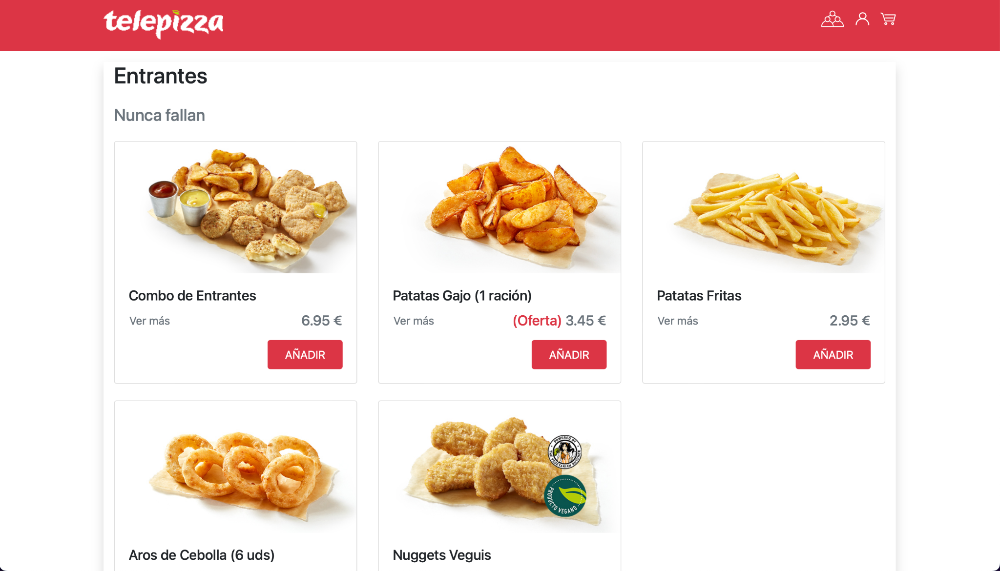 telepizza
Entrantes
Nunca fallan
Combo de Entrantes
Ver más
6.95 €
AÑADIR
Patatas Gajo (1 ración)
Ver más
(Oferta) 3.45 €
AÑADIR
Patatas Fritas
Ver más
2.95 €
AÑADIR
Aros de Cebolla (6 uds)
POWERED BY
THE VEGETARIAN BUTCHER
PRODUCTO VEGANO
Nuggets Veguis